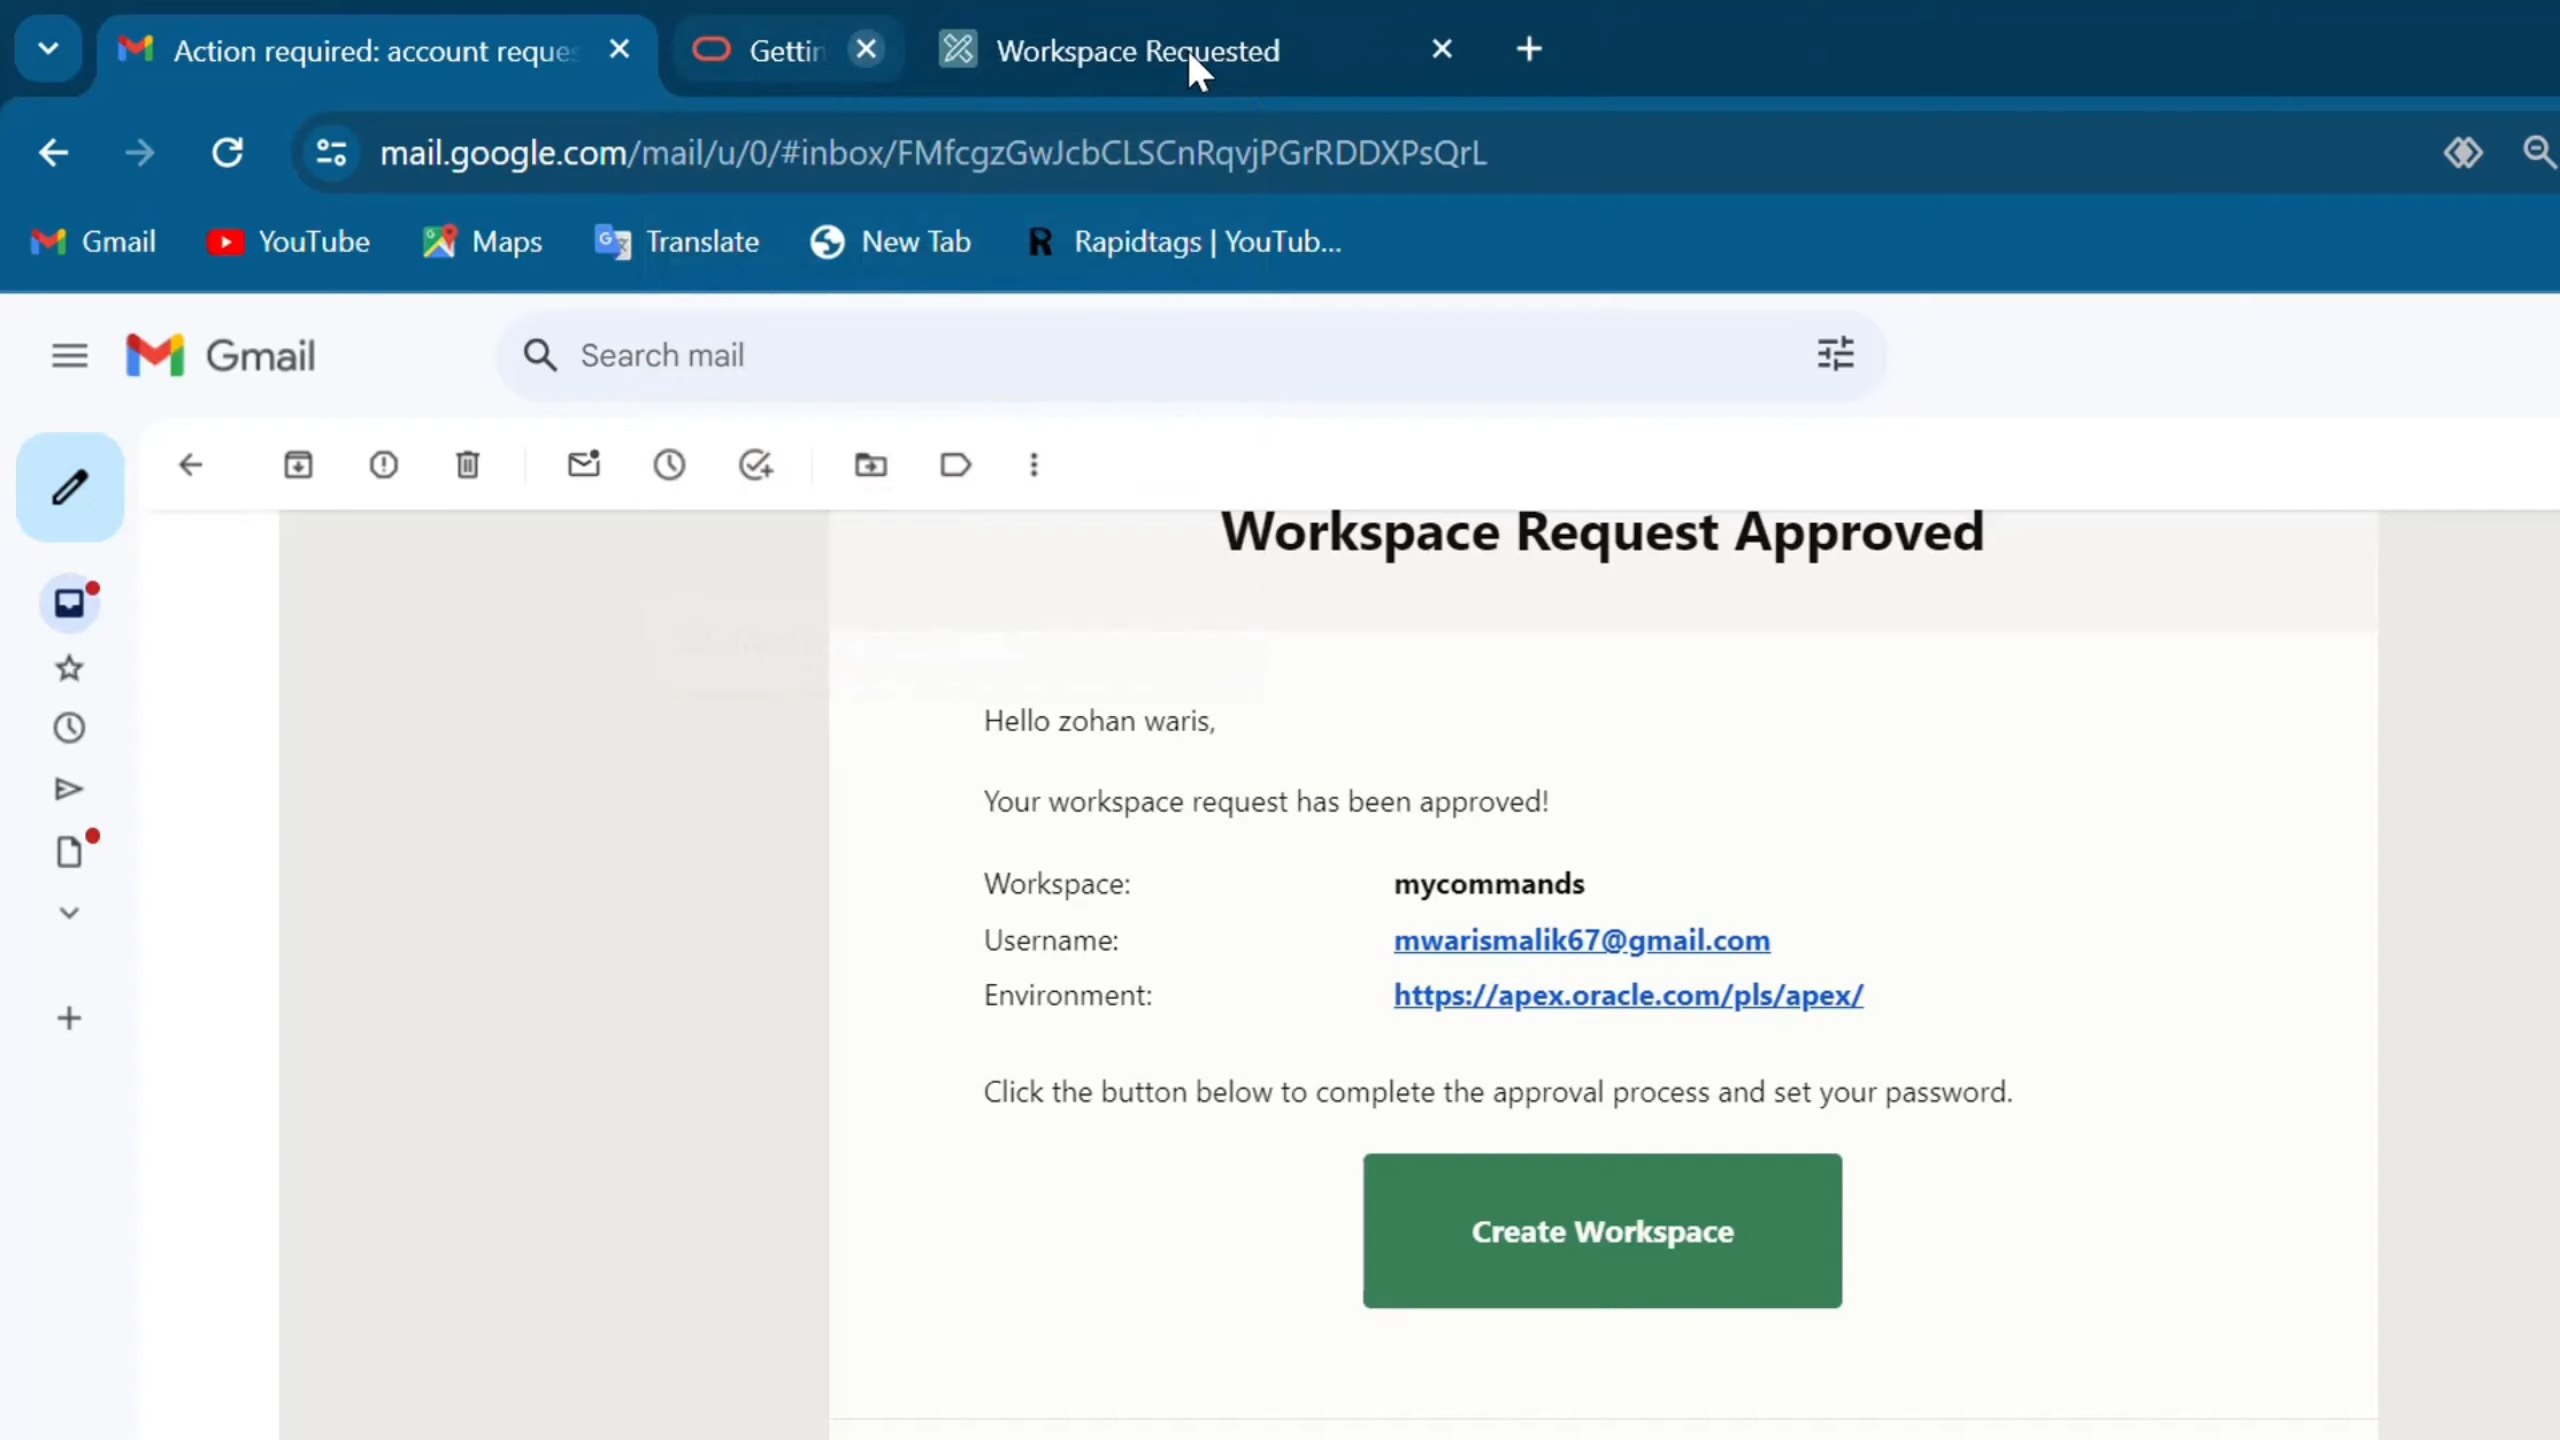 Action required: account reques
Gettin
Workspace Requested
mail.google.com/mail/u/0/#inbox/FMfcgzGwJcbCLSCnRqvjPGrRDDXPsQrL
Gmail
YouTube
Maps
Translate
New Tab
Rapidtags | YouTub...
Gmail
Search mail
Workspace Request Approved
Hello zohan waris,
Your workspace request has been approved!
Workspace: mycommands
Username: mwarismalik67@gmail.com
Environment: https://apex.oracle.com/pls/apex/
Click the button below to complete the approval process and set your password.
Create Workspace